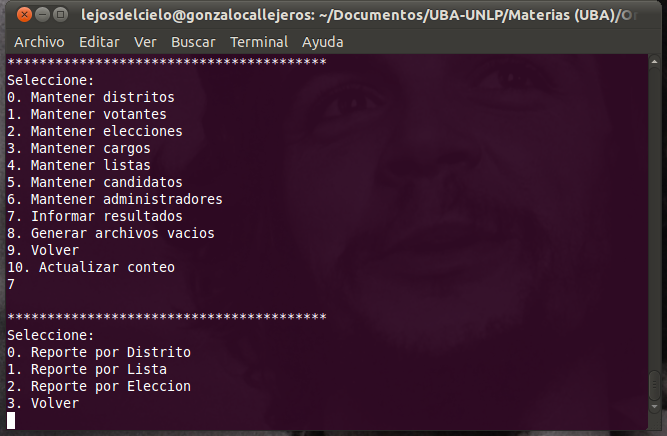 lejosdelcielo@gonzalocallejeros: ~/Documentos/UBA-UNLP/Materias (UBA)/Or
Archivo Editar Ver Buscar Terminal Ayuda
****************************************
Seleccione:
0. Mantener distritos
1. Mantener votantes
2. Mantener elecciones
3. Mantener cargos
4. Mantener listas
5. Mantener candidatos
6. Mantener administradores
7. Informar resultados
8. Generar archivos vacios
9. Volver
10. Actualizar conteo
7
****************************************
Seleccione:
0. Reporte por Distrito
1. Reporte por Lista
2. Reporte por Eleccion
3. Volver